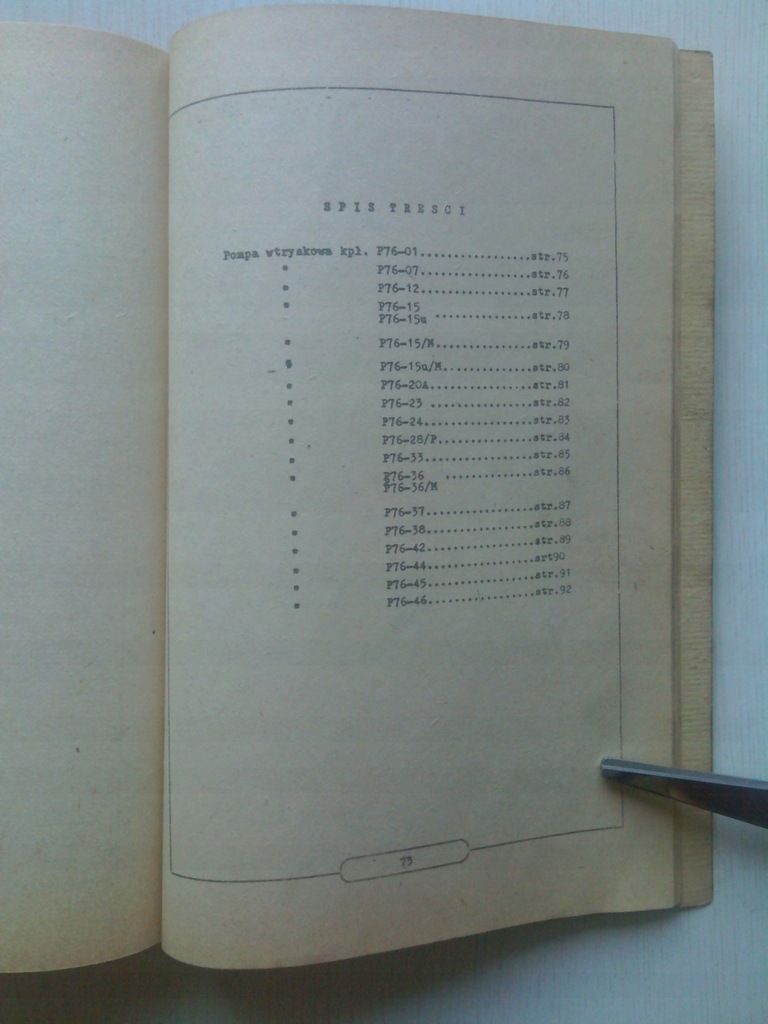 SPIS TRESCI
Pompa wtryskowa kpl. P76-01.................str.75
" P76-07.................str.76
" P76-12.................str.77
" P76-15
P76-15u ...............str.78
" P76-15/M...............str.79
" P76-15u/M..............str.80
" P76-20A................str.81
" P76-23 ................str.82
" P76-24.................str.83
" P76-28/P...............str.84
" P76-33.................str.85
" P76-36 ..............str.86
P76-36/M
" P76-37.................str.87
" P76-38.................str.88
" P76-42.................str.89
" P76-44.................srt90
" P76-45.................str.91
" P76-46.................str.92
73